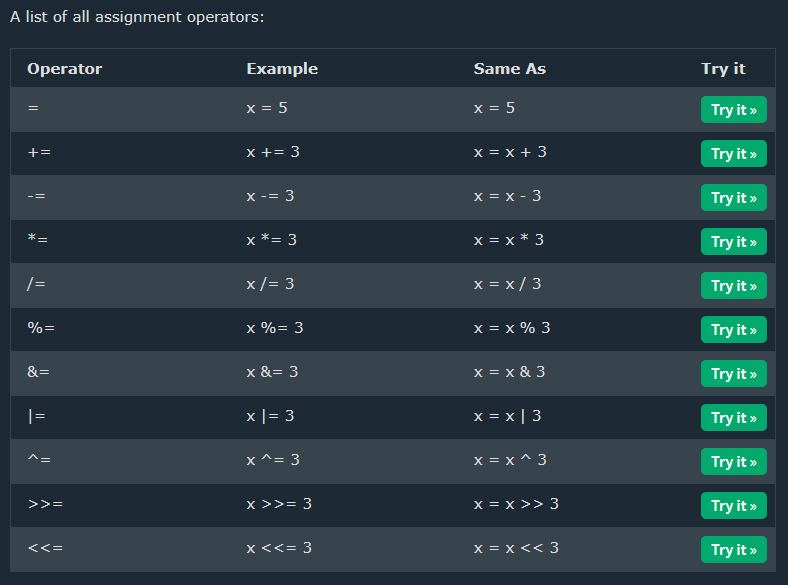 A list of all assignment operators:
Operator Example Same As Try it
= x = 5 x = 5 Try it »
+= x += 3 x = x + 3 Try it »
-= x -= 3 x = x - 3 Try it »
*= x *= 3 x = x * 3 Try it »
/= x /= 3 x = x / 3 Try it »
%= x %= 3 x = x % 3 Try it »
&= x &= 3 x = x & 3 Try it »
|= x |= 3 x = x | 3 Try it »
^= x ^= 3 x = x ^ 3 Try it »
>>= x >>= 3 x = x >> 3 Try it »
<<= x <<= 3 x = x << 3 Try it »